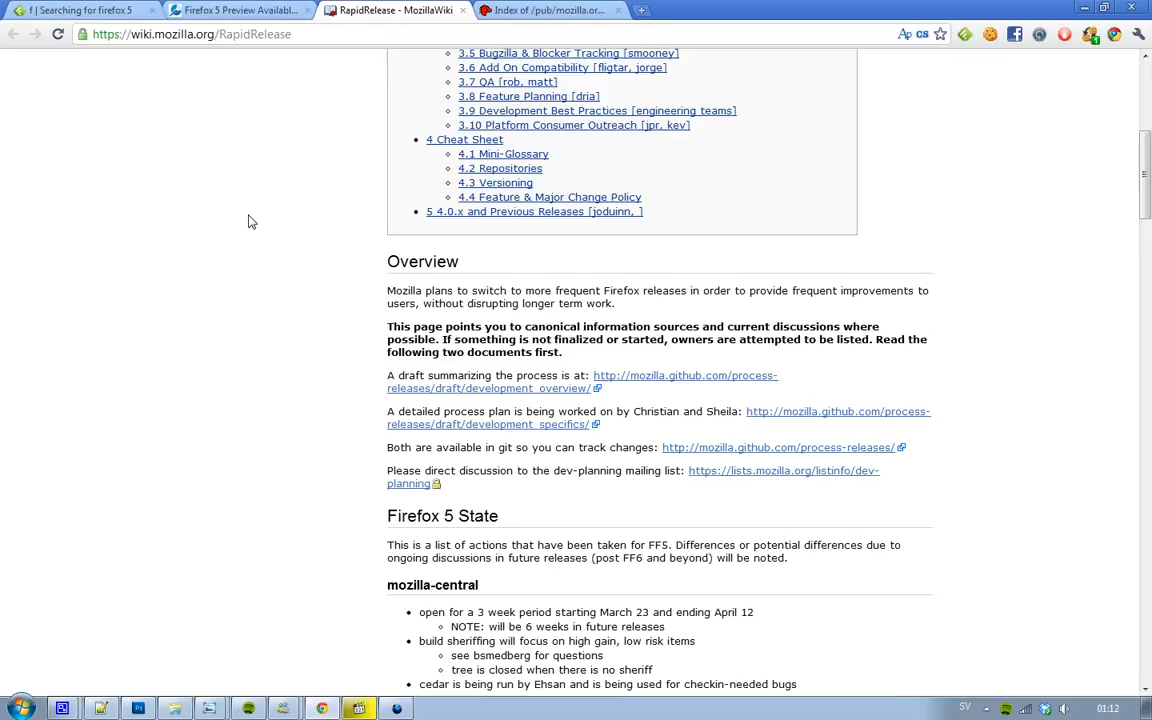 f | Searching for firefox 5
Firefox 5 Preview Availabl...
RapidRelease - MozillaWiki
Index of /pub/mozilla.or...
https://wiki.mozilla.org/RapidRelease
3.5 Bugzilla & Blocker Tracking [smooney]
3.6 Add On Compatibility [fligtar, jorge]
3.7 QA [rob, matt]
3.8 Feature Planning [dria]
3.9 Development Best Practices [engineering teams]
3.10 Platform Consumer Outreach [jpr, kev]
4 Cheat Sheet
4.1 Mini-Glossary
4.2 Repositories
4.3 Versioning
4.4 Feature & Major Change Policy
5 4.0.x and Previous Releases [joduinn, ]
Overview
Mozilla plans to switch to more frequent Firefox releases in order to provide frequent improvements to
users, without disrupting longer term work.
This page points you to canonical information sources and current discussions where
possible. If something is not finalized or started, owners are attempted to be listed. Read the
following two documents first.
A draft summarizing the process is at: http://mozilla.github.com/process-
releases/draft/development_overview/
A detailed process plan is being worked on by Christian and Sheila: http://mozilla.github.com/process-
releases/draft/development_specifics/
Both are available in git so you can track changes: http://mozilla.github.com/process-releases/
Please direct discussion to the dev-planning mailing list: https://lists.mozilla.org/listinfo/dev-
planning
Firefox 5 State
This is a list of actions that have been taken for FF5. Differences or potential differences due to
ongoing discussions in future releases (post FF6 and beyond) will be noted.
mozilla-central
open for a 3 week period starting March 23 and ending April 12
NOTE: will be 6 weeks in future releases
build sheriffing will focus on high gain, low risk items
see bsmedberg for questions
tree is closed when there is no sheriff
cedar is being run by Ehsan and is being used for checkin-needed bugs
SV
01:12